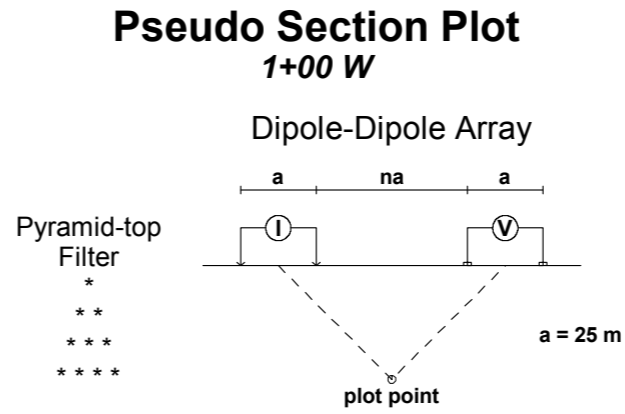 Pseudo Section Plot
1+00 W
Dipole-Dipole Array
a na a
Pyramid-top
Filter
I V
*
* *
* * *
* * * *
a = 25 m
plot point